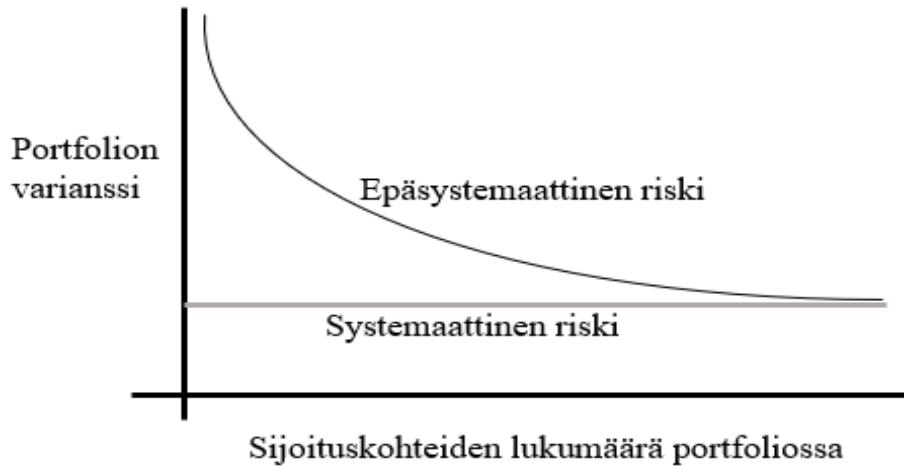 Portfolion
varianssi
Epäsystemaattinen riski
Systemaattinen riski
Sijoituskohteiden lukumäärä portfoliossa